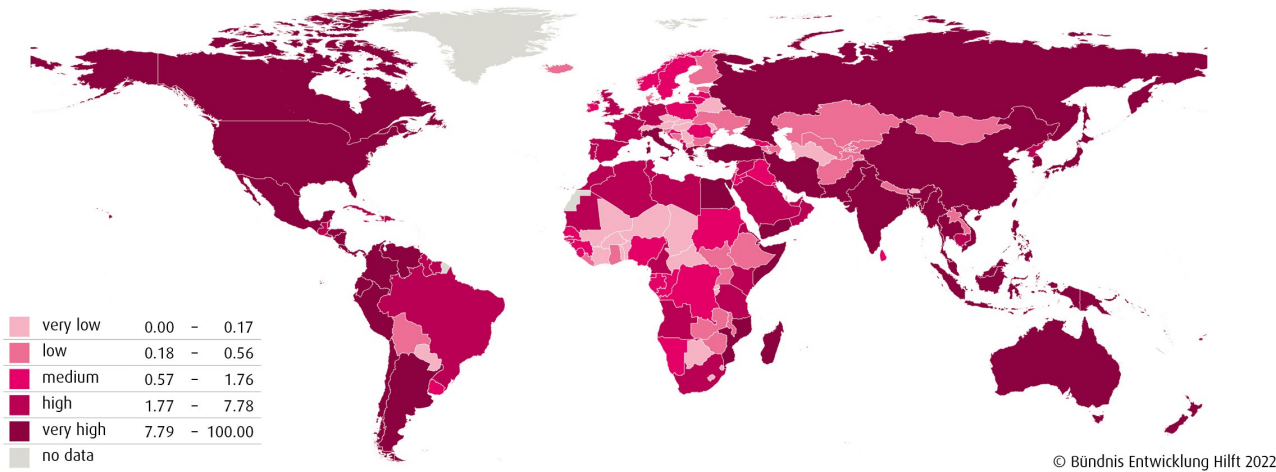 very low 0.00 – 0.17
low 0.18 – 0.56
medium 0.57 – 1.76
high 1.77 – 7.78
very high 7.79 – 100.00
no data
© Bündnis Entwicklung Hilft 2022